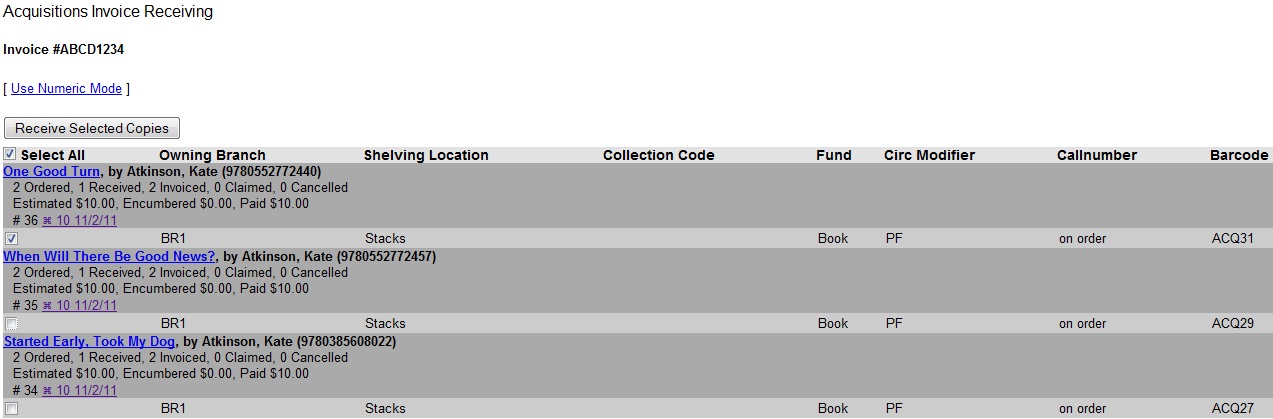 Acquisitions Invoice Receiving
Invoice #ABCD1234
[ Use Numeric Mode ]
Receive Selected Copies
Select All Owning Branch Shelving Location Collection Code Fund Circ Modifier Callnumber Barcode
One Good Turn, by Atkinson, Kate (9780552772440)
2 Ordered, 1 Received, 2 Invoiced, 0 Claimed, 0 Cancelled
Estimated $10.00, Encumbered $0.00, Paid $10.00
# 36 ⌘ 10 11/2/11
BR1 Stacks Book PF on order ACQ31
When Will There Be Good News?, by Atkinson, Kate (9780552772457)
2 Ordered, 1 Received, 2 Invoiced, 0 Claimed, 0 Cancelled
Estimated $10.00, Encumbered $0.00, Paid $10.00
# 35 ⌘ 10 11/2/11
BR1 Stacks Book PF on order ACQ29
Started Early, Took My Dog, by Atkinson, Kate (9780385608022)
2 Ordered, 1 Received, 2 Invoiced, 0 Claimed, 0 Cancelled
Estimated $10.00, Encumbered $0.00, Paid $10.00
# 34 ⌘ 10 11/2/11
BR1 Stacks Book PF on order ACQ27